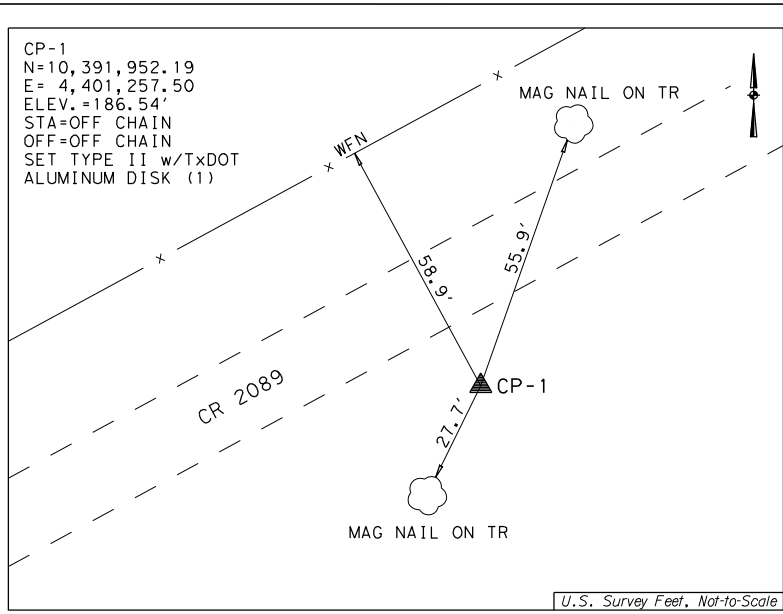 CP-1
N=10,391,952.19
E= 4,401,257.50
ELEV.=186.54'
STA=OFF CHAIN
OFF=OFF CHAIN
SET TYPE II w/TxDOT
ALUMINUM DISK (1)
MAG NAIL ON TR
WFN
58.9'
55.9'
CR 2089
CP-1
27.7'
MAG NAIL ON TR
U.S. Survey Feet, Not-to-Scale